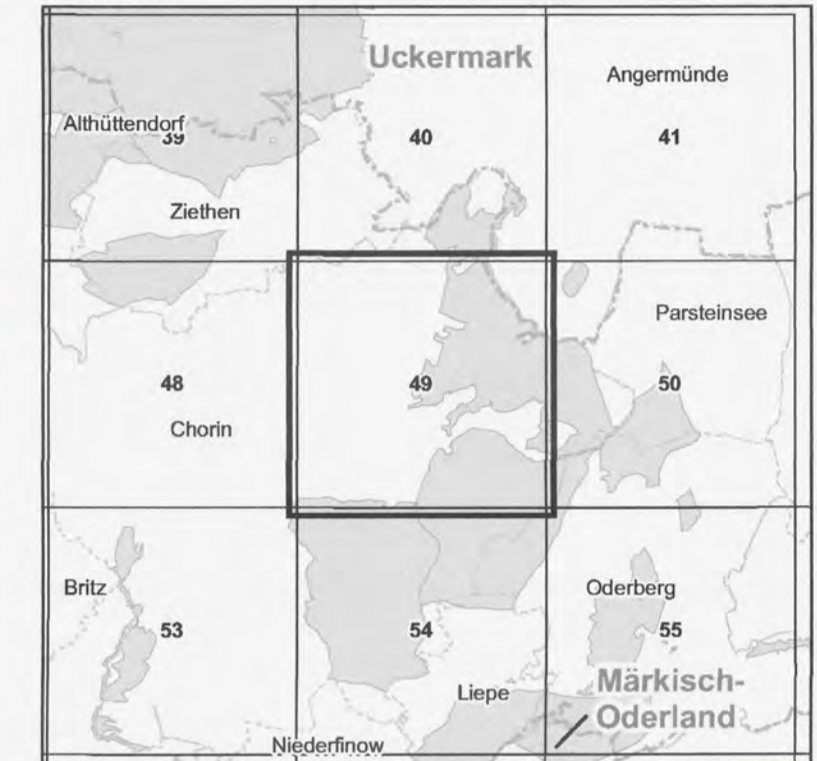 Uckermark
Angermünde
Althüttendorf
39
40
41
Ziethen
Parsteinsee
48
49
50
Chorin
Britz
Oderberg
53
54
55
Märkisch-
Oderland
Liepe
Niederfinow